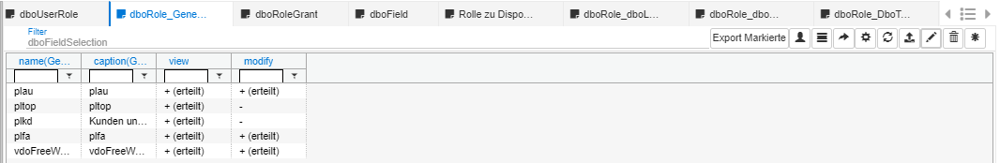 dboUserRole dboRole_Gene... dboRoleGrant dboField Rolle zu Dispo... dboRole_dboL... dboRole_dbo... dboRole_DboT...
Filter
dboFieldSelection
Export Markierte
name(Ge... caption(G... view modify
plau plau + (erteilt) + (erteilt)
pltop pltop + (erteilt) -
plkd Kunden un... + (erteilt) -
plfa plfa + (erteilt) + (erteilt)
vdoFreeW... vdoFreeW... + (erteilt) + (erteilt)